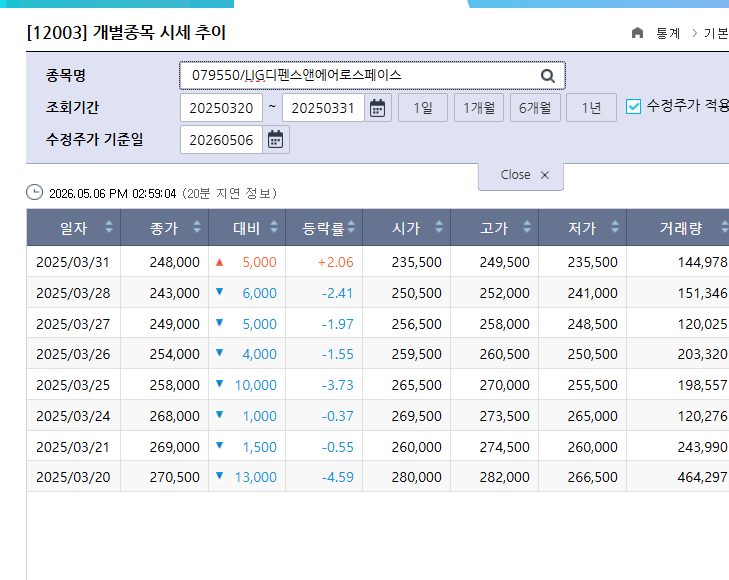 [12003] 개별종목 시세 추이
통계 > 기본
종목명 079550/LIG디펜스앤에어로스페이스
조회기간 20250320 ~ 20250331 1일 1개월 6개월 1년 수정주가 적용
수정주가 기준일 20260506
Close ×
2026.05.06 PM 02:59:04 (20분 지연 정보)
일자 종가 대비 등락률 시가 고가 저가 거래량
2025/03/31 248,000 ▲ 5,000 +2.06 235,500 249,500 235,500 144,978
2025/03/28 243,000 ▼ 6,000 -2.41 250,500 252,000 241,000 151,346
2025/03/27 249,000 ▼ 5,000 -1.97 256,500 258,000 248,500 120,025
2025/03/26 254,000 ▼ 4,000 -1.55 259,500 260,500 250,500 203,320
2025/03/25 258,000 ▼ 10,000 -3.73 265,500 270,000 255,500 198,557
2025/03/24 268,000 ▼ 1,000 -0.37 269,500 273,500 265,000 120,276
2025/03/21 269,000 ▼ 1,500 -0.55 260,000 274,500 260,000 243,990
2025/03/20 270,500 ▼ 13,000 -4.59 280,000 282,000 266,500 464,297